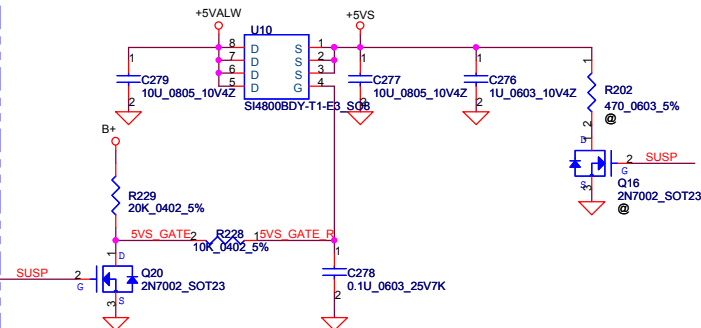 +5VALW
+5VS
U10
8 D S 1
7 D S 2
6 D S 3
5 D G 4
SI4800BDY-T1-E3_SO8
1
C279
10U_0805_10V4Z
2
1
C277
10U_0805_10V4Z
2
1
C276
1U_0603_10V4Z
2
1
R202
470_0603_5%
@
2
B+
R229
20K_0402_5%
5VS_GATE 2 R228 1 5VS_GATE_R
10K_0402_5%
1
D
SUSP 2
G
Q20
2N7002_SOT23
S
3
1
C278
0.1U_0603_25V7K
2
1
D
2 SUSP
G
Q16
2N7002_SOT23
@
S
3